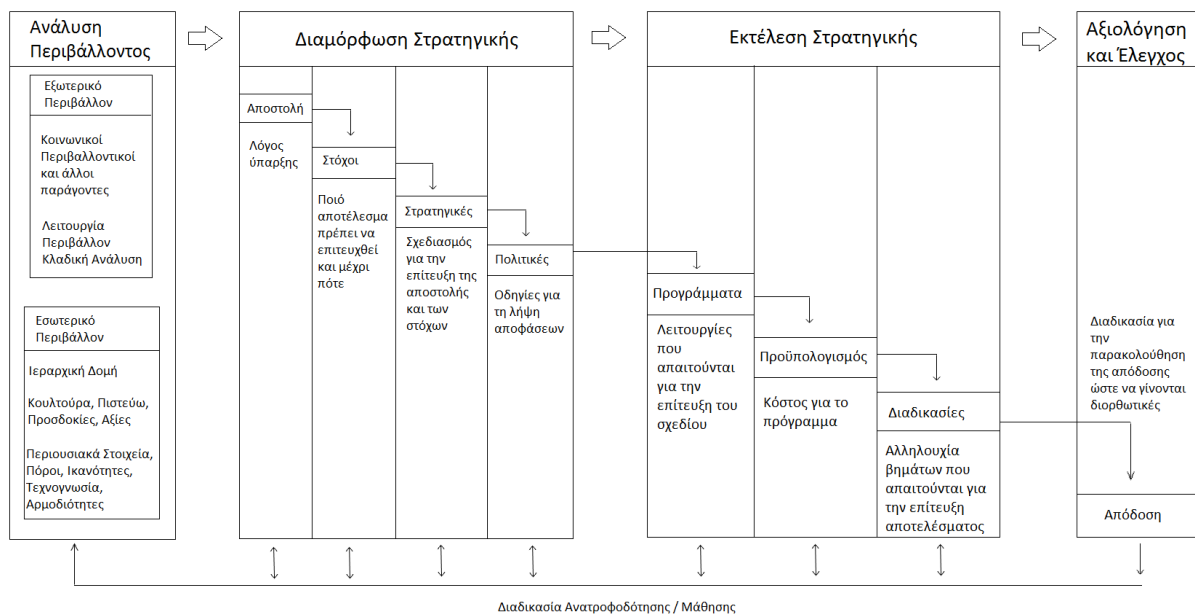 Ανάλυση
Περιβάλλοντος
Εξωτερικό
Περιβάλλον
Κοινωνικοί
Περιβαλλοντικοί
και άλλοι
παράγοντες
Λειτουργία
Περιβάλλον
Κλαδική Ανάλυση
Εσωτερικό
Περιβάλλον
Ιεραρχική Δομή
Κουλτούρα, Πιστεύω,
Προσδοκίες, Αξίες
Περιουσιακά Στοιχεία,
Πόροι, Ικανότητες,
Τεχνογνωσία,
Αρμοδιότητες
Διαμόρφωση Στρατηγικής
Αποστολή
Λόγος
ύπαρξης
Στόχοι
Ποιό
αποτέλεσμα
πρέπει να
επιτευχθεί
και μέχρι
πότε
Στρατηγικές
Σχεδιασμός
για την
επίτευξη της
αποστολής
και των
στόχων
Πολιτικές
Οδηγίες για
τη λήψη
αποφάσεων
Εκτέλεση Στρατηγικής
Προγράμματα
Λειτουργίες
που
απαιτούνται
για την
επίτευξη του
σχεδίου
Προϋπολογισμός
Κόστος για το
πρόγραμμα
Διαδικασίες
Αλληλουχία
βημάτων που
απαιτούνται για
την επίτευξη
αποτελέσματος
Αξιολόγηση
και Έλεγχος
Διαδικασία για
την
παρακολούθηση
της απόδοσης
ώστε να γίνονται
διορθωτικές
Απόδοση
Διαδικασία Ανατροφοδότησης / Μάθησης